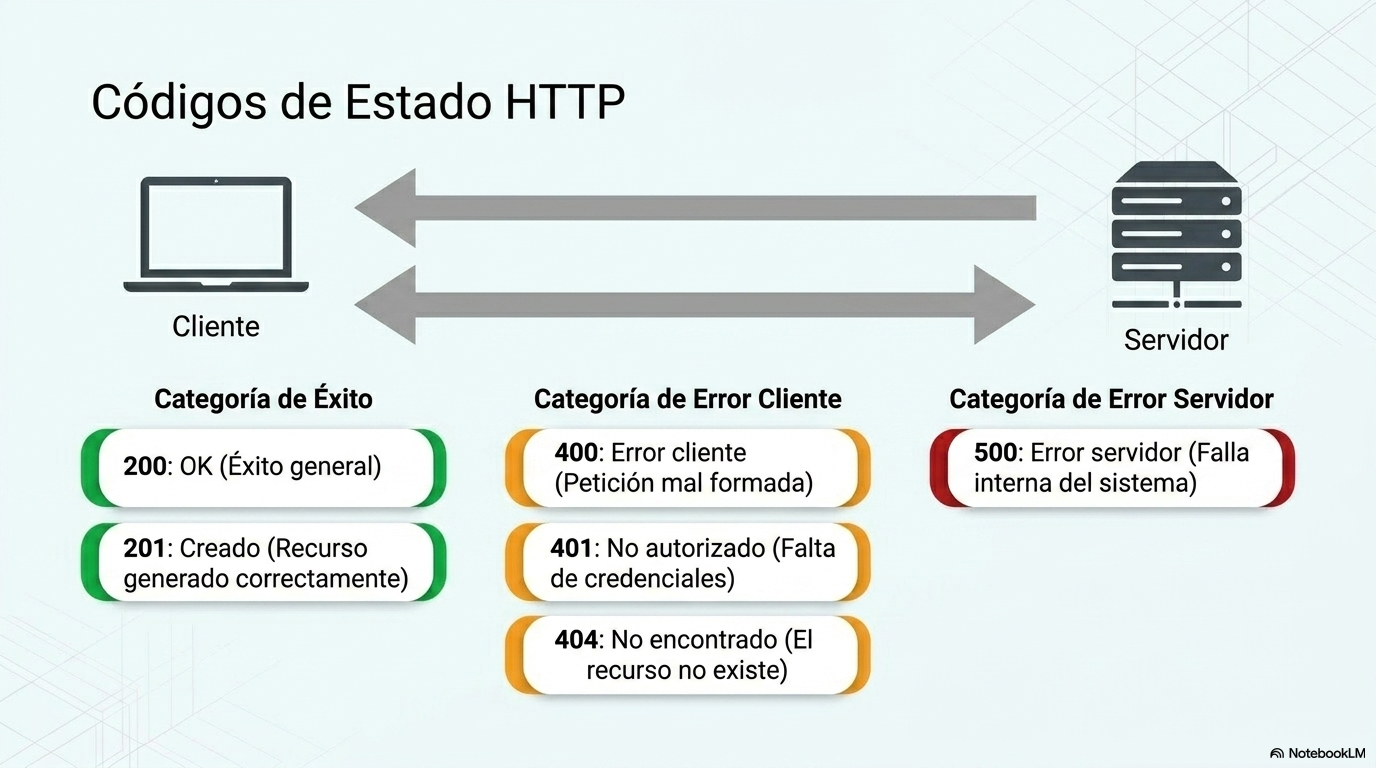 Códigos de Estado HTTP
Cliente
Servidor
Categoría de Éxito
200: OK (Éxito general)
201: Creado (Recurso
generado correctamente)
Categoría de Error Cliente
400: Error cliente
(Petición mal formada)
401: No autorizado (Falta
de credenciales)
404: No encontrado (El
recurso no existe)
Categoría de Error Servidor
500: Error servidor (Falla
interna del sistema)
NotebookLM